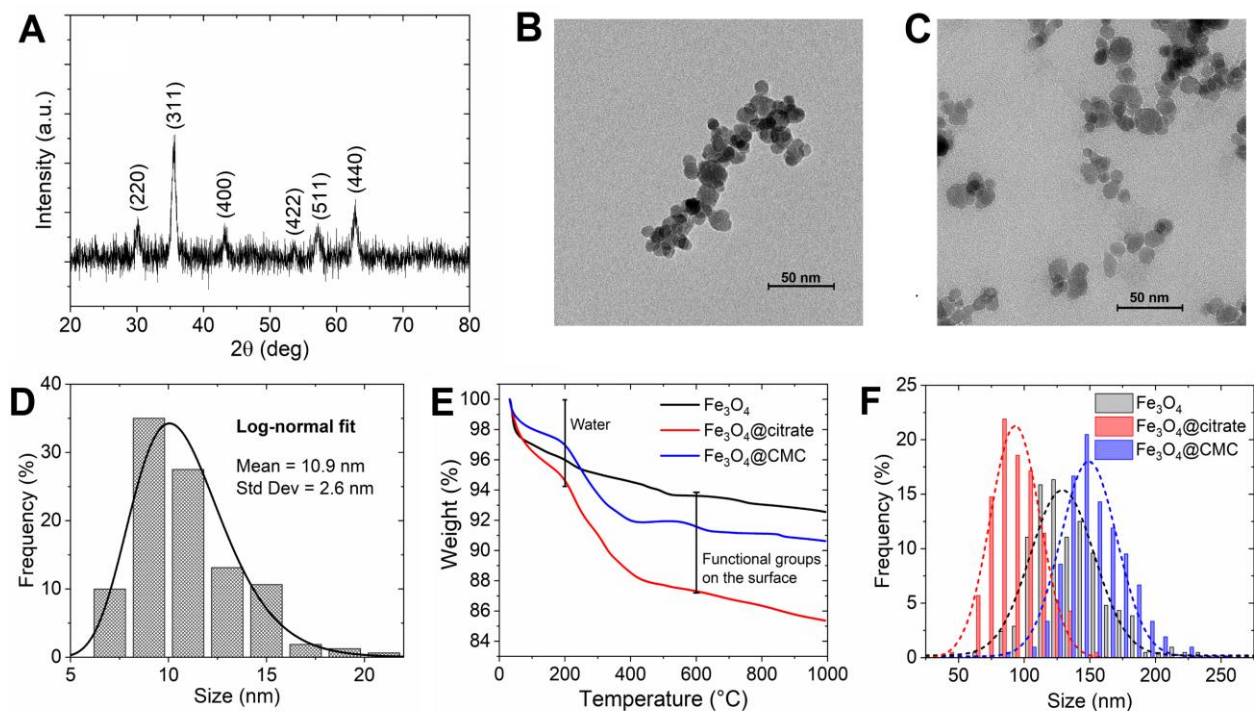 A
Intensity (a.u.)
(220)
(311)
(400)
(422)
(511)
(440)
20 30 40 50 60 70 80
2θ (deg)
B
50 nm
C
50 nm
D
Frequency (%)
40
30
20
10
0
Log-normal fit
Mean = 10.9 nm
Std Dev = 2.6 nm
5 10 15 20
Size (nm)
E
Weight (%)
100
98
96
94
92
90
88
86
84
Water
Fe₃O₄
Fe₃O₄@citrate
Fe₃O₄@CMC
Functional groups
on the surface
0 200 400 600 800 1000
Temperature (°C)
F
Frequency (%)
25
20
15
10
5
0
Fe₃O₄
Fe₃O₄@citrate
Fe₃O₄@CMC
50 100 150 200 250
Size (nm)